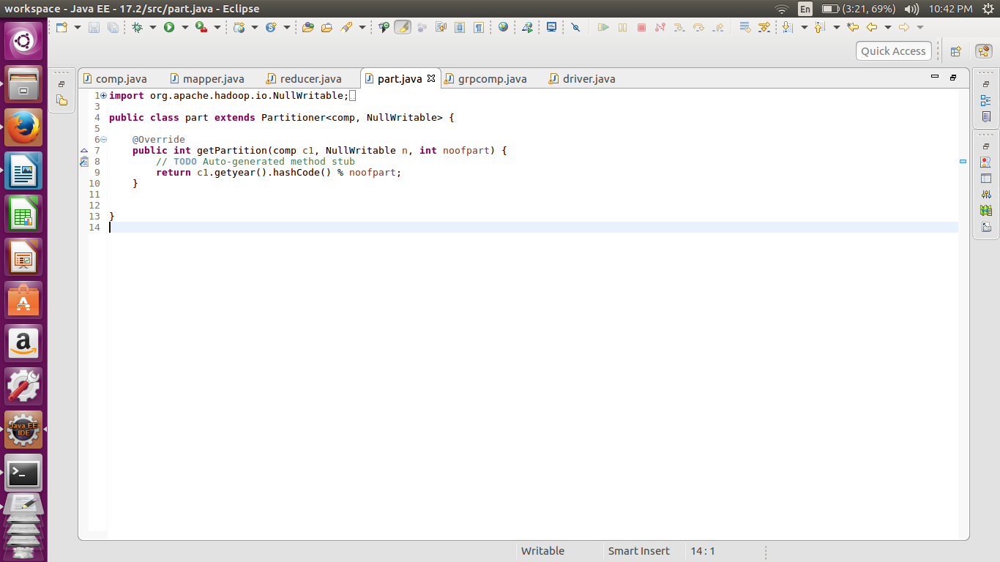 workspace - Java EE - 17.2/src/part.java - Eclipse
En
(3:21, 69%)
10:42 PM
Quick Access
comp.java
mapper.java
reducer.java
part.java
grpcomp.java
driver.java
1 import org.apache.hadoop.io.NullWritable;
3
4 public class part extends Partitioner<comp, NullWritable> {
5
6 @Override
7 public int getPartition(comp c1, NullWritable n, int noofpart) {
8 // TODO Auto-generated method stub
9 return c1.getyear().hashCode() % noofpart;
10 }
11
12
13 }
14
a
Java EE
IDE
>_
Writable
Smart Insert
14 : 1